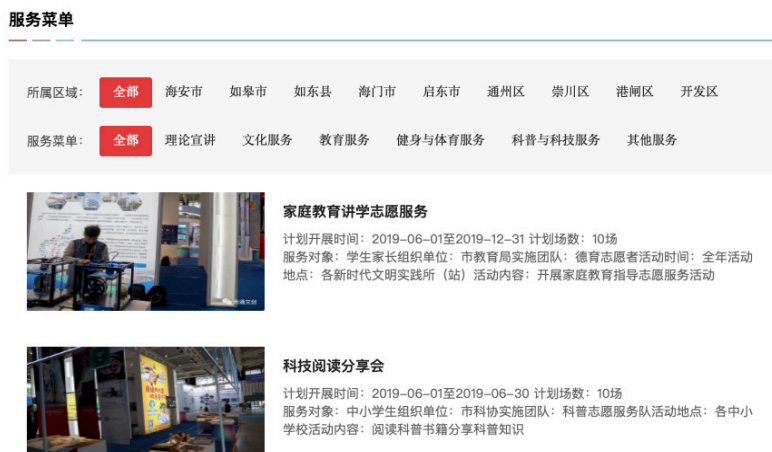 服务菜单
所属区域： 全部 海安市 如皋市 如东县 海门市 启东市 通州区 崇川区 港闸区 开发区
服务菜单： 全部 理论宣讲 文化服务 教育服务 健身与体育服务 科普与科技服务 其他服务
家庭教育讲学志愿服务
计划开展时间：2019-06-01至2019-12-31 计划场数：10场
服务对象：学生家长组织单位：市教育局实施团队：德育志愿者活动时间：全年活动
地点：各新时代文明实践所（站）活动内容：开展家庭教育指导志愿服务活动
科技阅读分享会
计划开展时间：2019-06-01至2019-06-30 计划场数：10场
服务对象：中小学生组织单位：市科协实施团队：科普志愿服务队活动地点：各中小
学校活动内容：阅读科普书籍分享科普知识